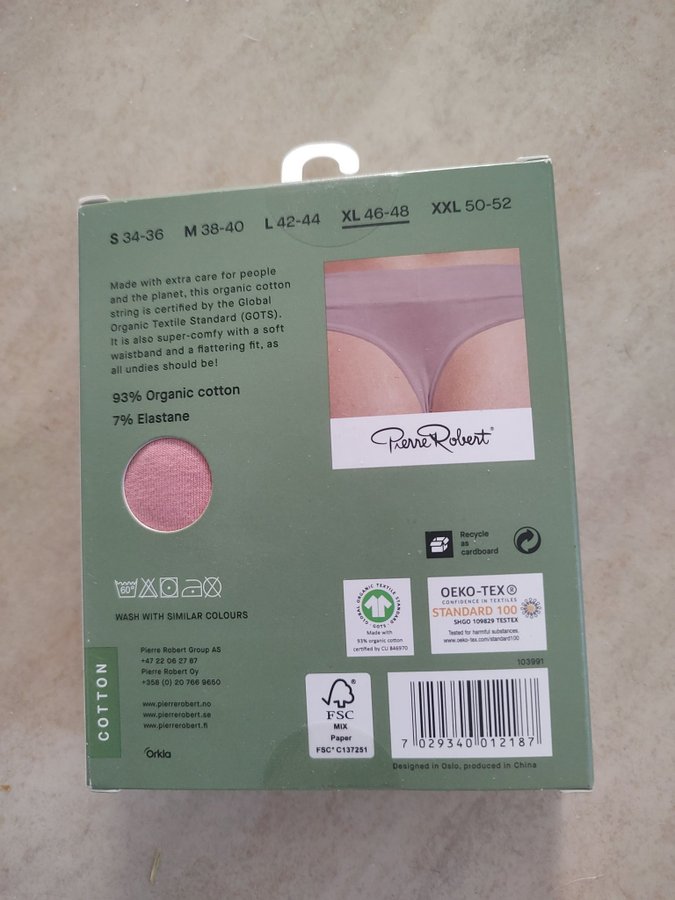 S 34-36 M 38-40 L 42-44 XL 46-48 XXL 50-52
Made with extra care for people
and the planet, this organic cotton
string is certified by the Global
Organic Textile Standard (GOTS).
It is also super-comfy with a soft
waistband and a flattering fit, as
all undies should be!
93% Organic cotton
7% Elastane
Pierre Robert®
Recycle
as
cardboard
60°
WASH WITH SIMILAR COLOURS
GLOBAL ORGANIC TEXTILE STANDARD
· GOTS ·
Made with
93% organic cotton
certified by CU 846970
OEKO-TEX®
CONFIDENCE IN TEXTILES
STANDARD 100
SHGO 109829 TESTEX
Tested for harmful substances.
www.oeko-tex.com/standard100
103991
COTTON
Pierre Robert Group AS
+47 22 06 27 87
Pierre Robert Oy
+358 (0) 20 766 9650
www.pierrerobert.no
www.pierrerobert.se
www.pierrerobert.fi
Orkla
FSC
MIX
Paper
FSC® C137251
7 029340 012187
Designed in Oslo, produced in China